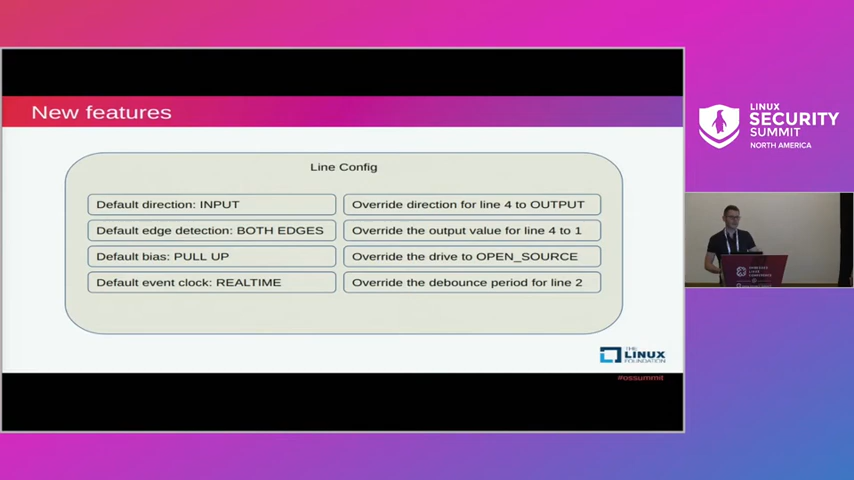 New features
Line Config
Default direction: INPUT
Override direction for line 4 to OUTPUT
Default edge detection: BOTH EDGES
Override the output value for line 4 to 1
Default bias: PULL UP
Override the drive to OPEN_SOURCE
Default event clock: REALTIME
Override the debounce period for line 2
THE
LINUX
FOUNDATION
#ossummit
LINUX
SECURITY
SUMMIT
NORTH AMERICA